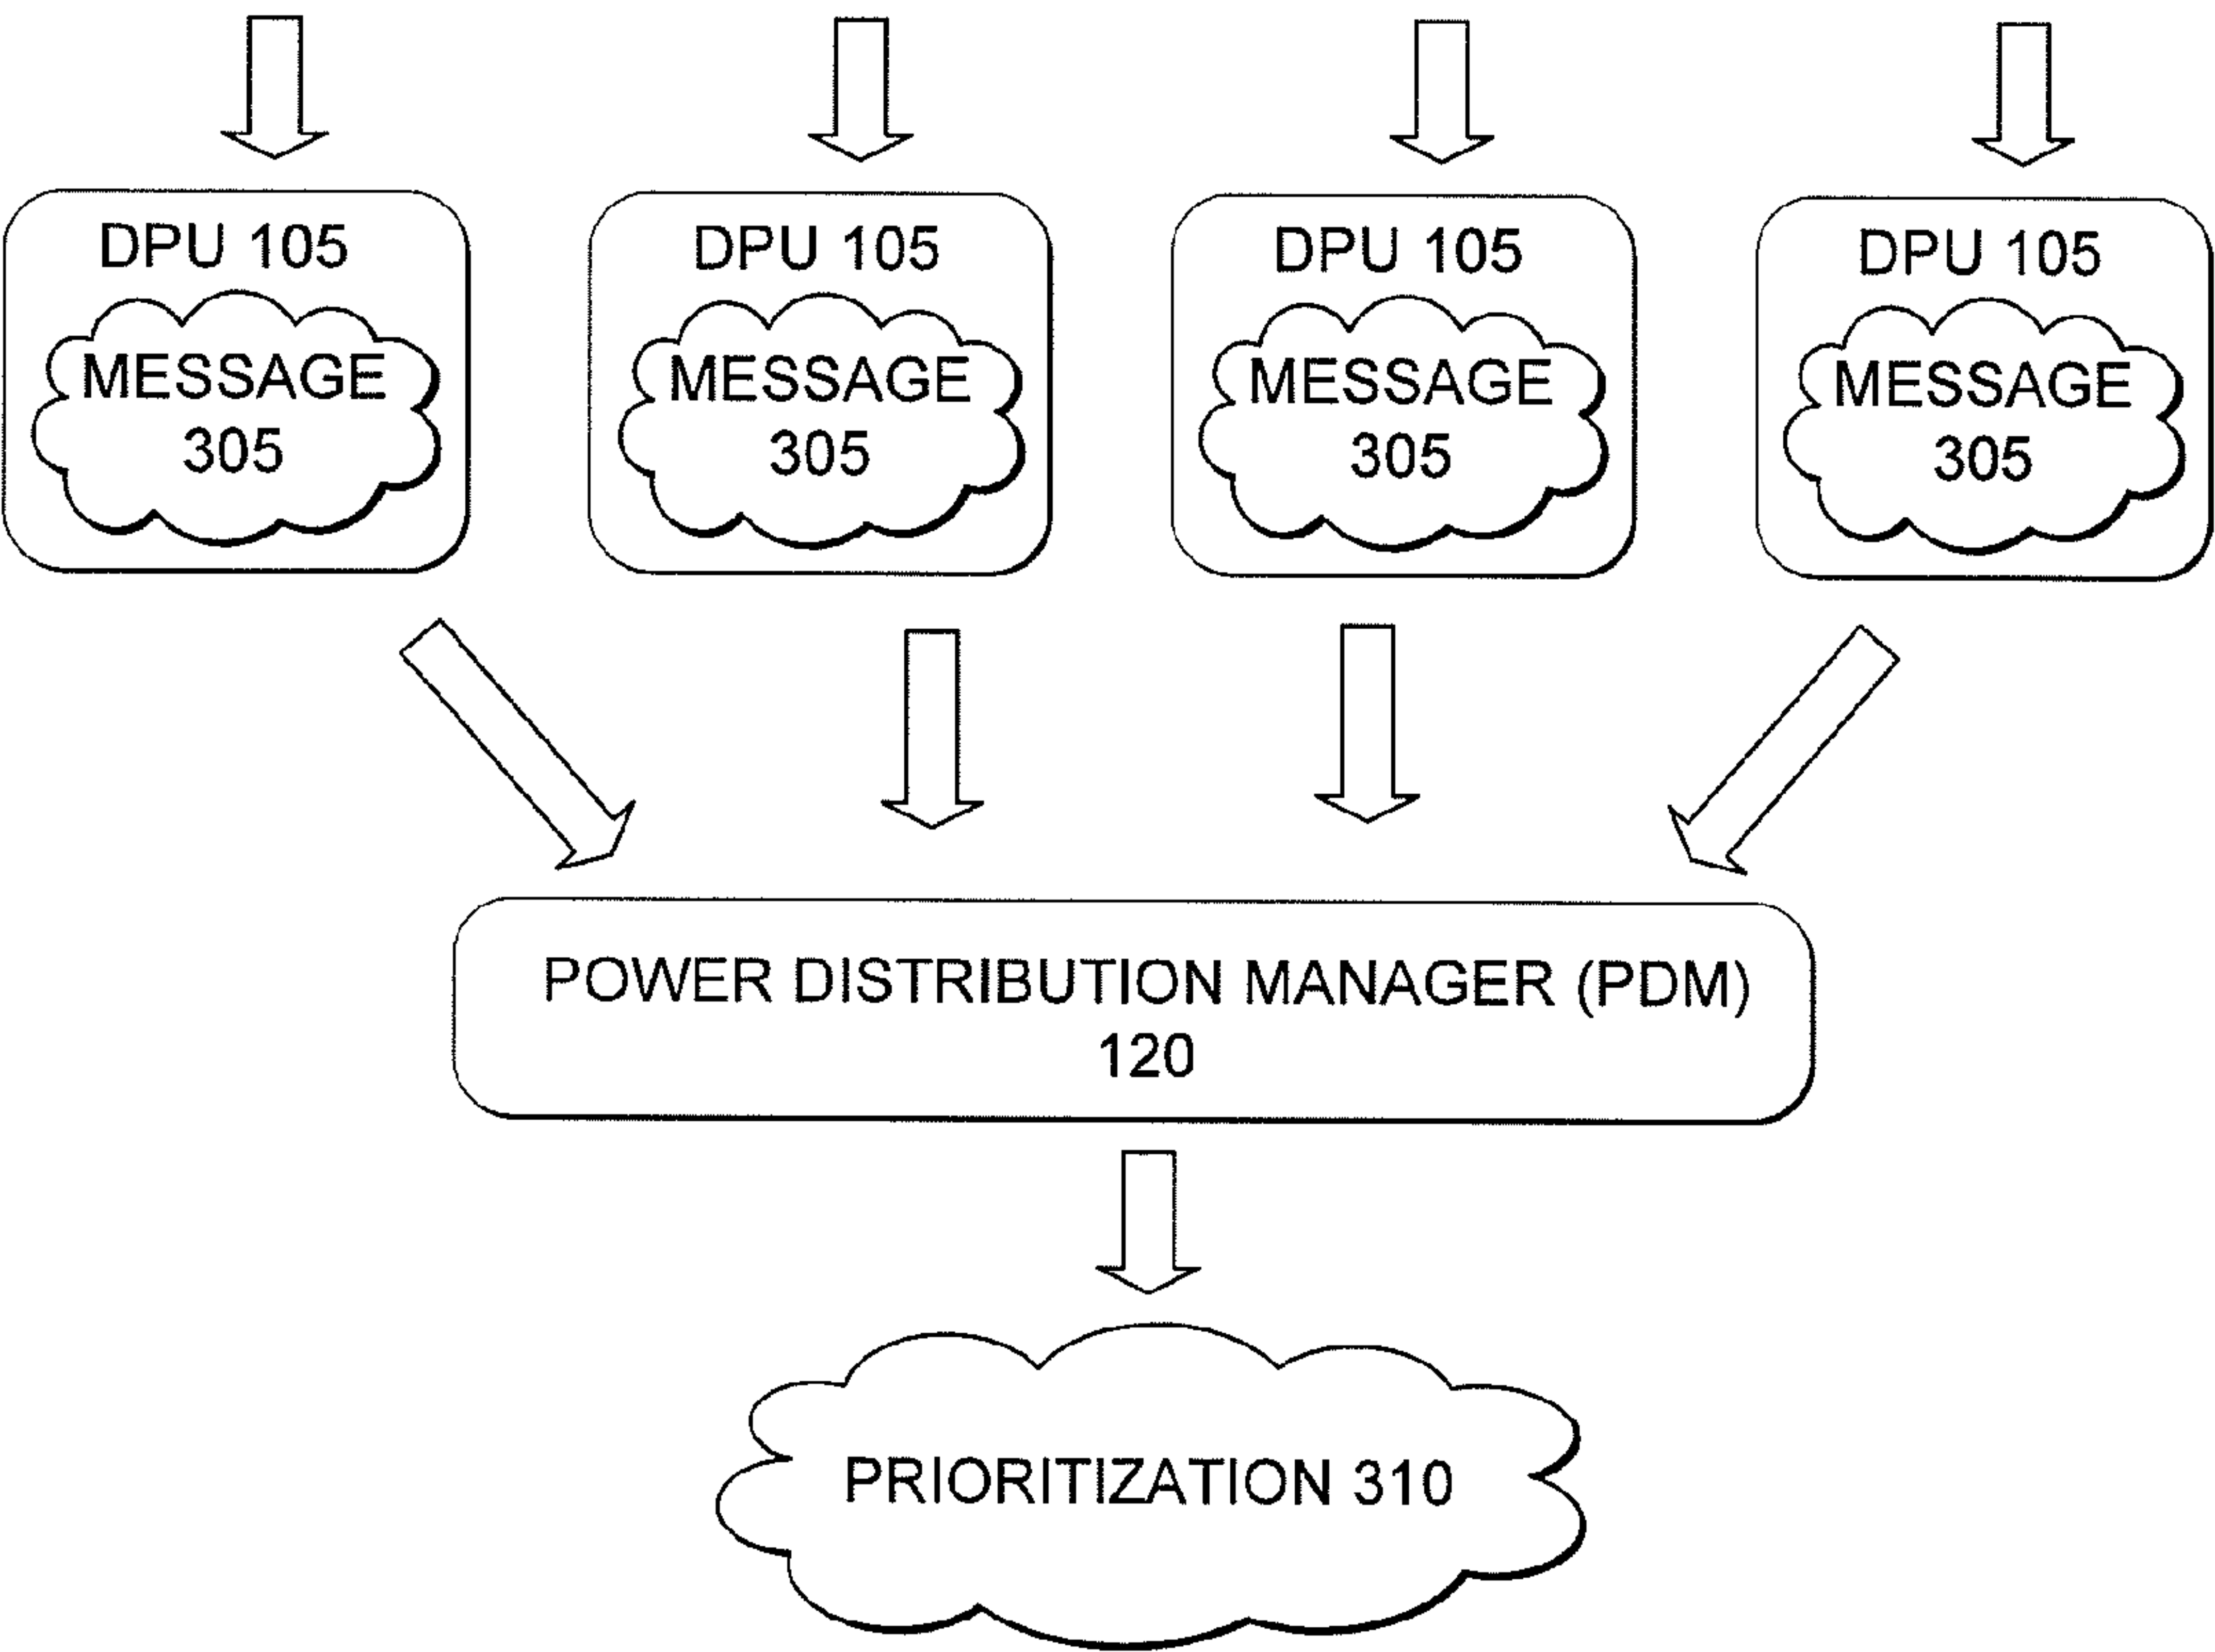 DPU 105
MESSAGE
305
DPU 105
MESSAGE
305
DPU 105
MESSAGE
305
DPU 105
MESSAGE
305
POWER DISTRIBUTION MANAGER (PDM)
120
PRIORITIZATION 310